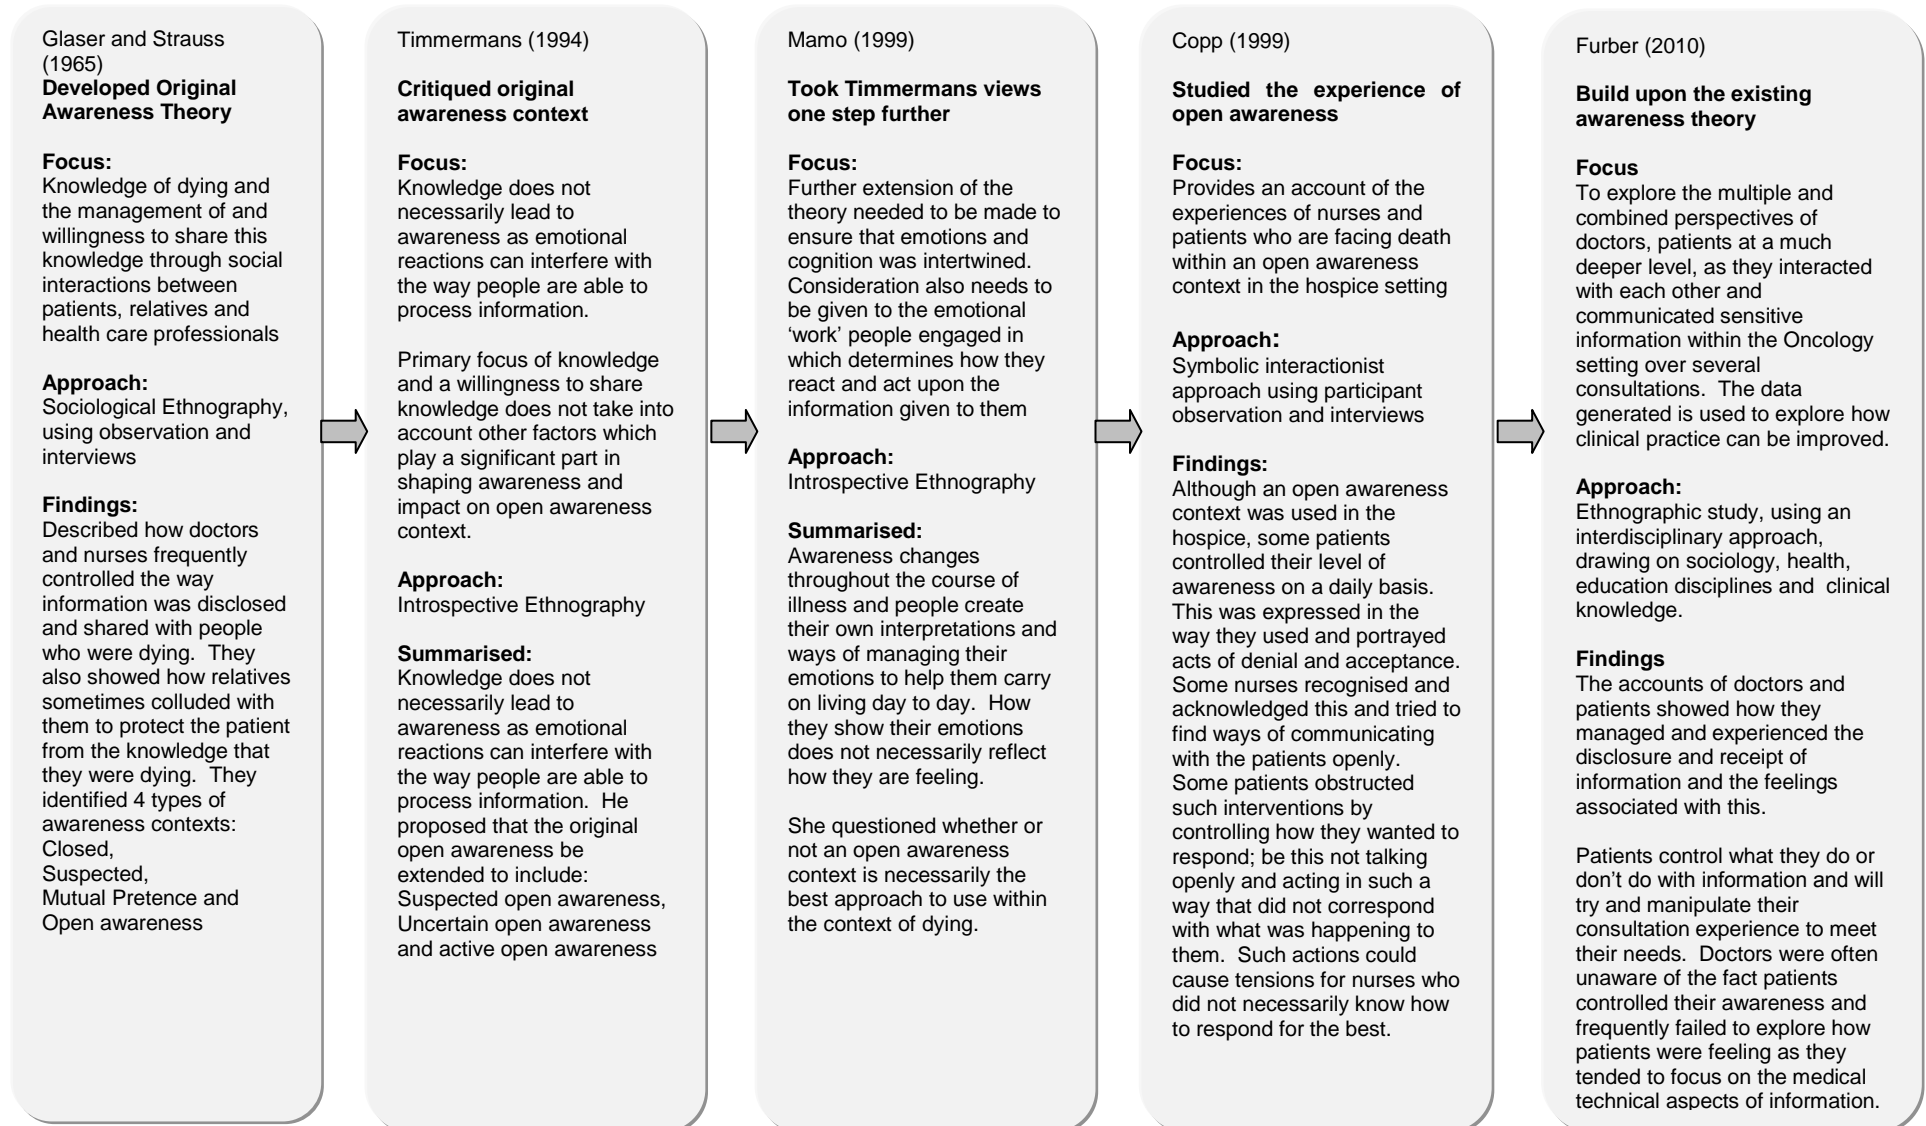 Glaser and Strauss
(1965)
Developed Original
Awareness Theory
Focus:
Knowledge of dying and
the management of and
willingness to share this
knowledge through social
interactions between
patients, relatives and
health care professionals
Approach:
Sociological Ethnography,
using observation and
interviews
Findings:
Described how doctors
and nurses frequently
controlled the way
information was disclosed
and shared with people
who were dying.  They
also showed how relatives
sometimes colluded with
them to protect the patient
from the knowledge that
they were dying.  They
identified 4 types of
awareness contexts:
Closed,
Suspected,
Mutual Pretence and
Open awareness
Timmermans (1994)
Critiqued original
awareness context
Focus:
Knowledge does not
necessarily lead to
awareness as emotional
reactions can interfere with
the way people are able to
process information.
Primary focus of knowledge
and a willingness to share
knowledge does not take into
account other factors which
play a significant part in
shaping awareness and
impact on open awareness
context.
Approach:
Introspective Ethnography
Summarised:
Knowledge does not
necessarily lead to
awareness as emotional
reactions can interfere with
the way people are able to
process information.  He
proposed that the original
open awareness be
extended to include:
Suspected open awareness,
Uncertain open awareness
and active open awareness
Mamo (1999)
Took Timmermans views
one step further
Focus:
Further extension of the
theory needed to be made to
ensure that emotions and
cognition was intertwined.
Consideration also needs to
be given to the emotional
‘work’ people engaged in
which determines how they
react and act upon the
information given to them
Approach:
Introspective Ethnography
Summarised:
Awareness changes
throughout the course of
illness and people create
their own interpretations and
ways of managing their
emotions to help them carry
on living day to day.  How
they show their emotions
does not necessarily reflect
how they are feeling.
She questioned whether or
not an open awareness
context is necessarily the
best approach to use within
the context of dying.
Copp (1999)
Studied the experience of
open awareness
Focus:
Provides an account of the
experiences of nurses and
patients who are facing death
within an open awareness
context in the hospice setting
Approach:
Symbolic interactionist
approach using participant
observation and interviews
Findings:
Although an open awareness
context was used in the
hospice, some patients
controlled their level of
awareness on a daily basis.
This was expressed in the
way they used and portrayed
acts of denial and acceptance.
Some nurses recognised and
acknowledged this and tried to
find ways of communicating
with the patients openly.
Some patients obstructed
such interventions by
controlling how they wanted to
respond; be this not talking
openly and acting in such a
way that did not correspond
with what was happening to
them.  Such actions could
cause tensions for nurses who
did not necessarily know how
to respond for the best.
Furber (2010)
Build upon the existing
awareness theory
Focus
To explore the multiple and
combined perspectives of
doctors, patients at a much
deeper level, as they interacted
with each other and
communicated sensitive
information within the Oncology
setting over several
consultations.  The data
generated is used to explore how
clinical practice can be improved.
Approach:
Ethnographic study, using an
interdisciplinary approach,
drawing on sociology, health,
education disciplines and  clinical
knowledge.
Findings
The accounts of doctors and
patients showed how they
managed and experienced the
disclosure and receipt of
information and the feelings
associated with this.
Patients control what they do or
don’t do with information and will
try and manipulate their
consultation experience to meet
their needs.  Doctors were often
unaware of the fact patients
controlled their awareness and
frequently failed to explore how
patients were feeling as they
tended to focus on the medical
technical aspects of information.